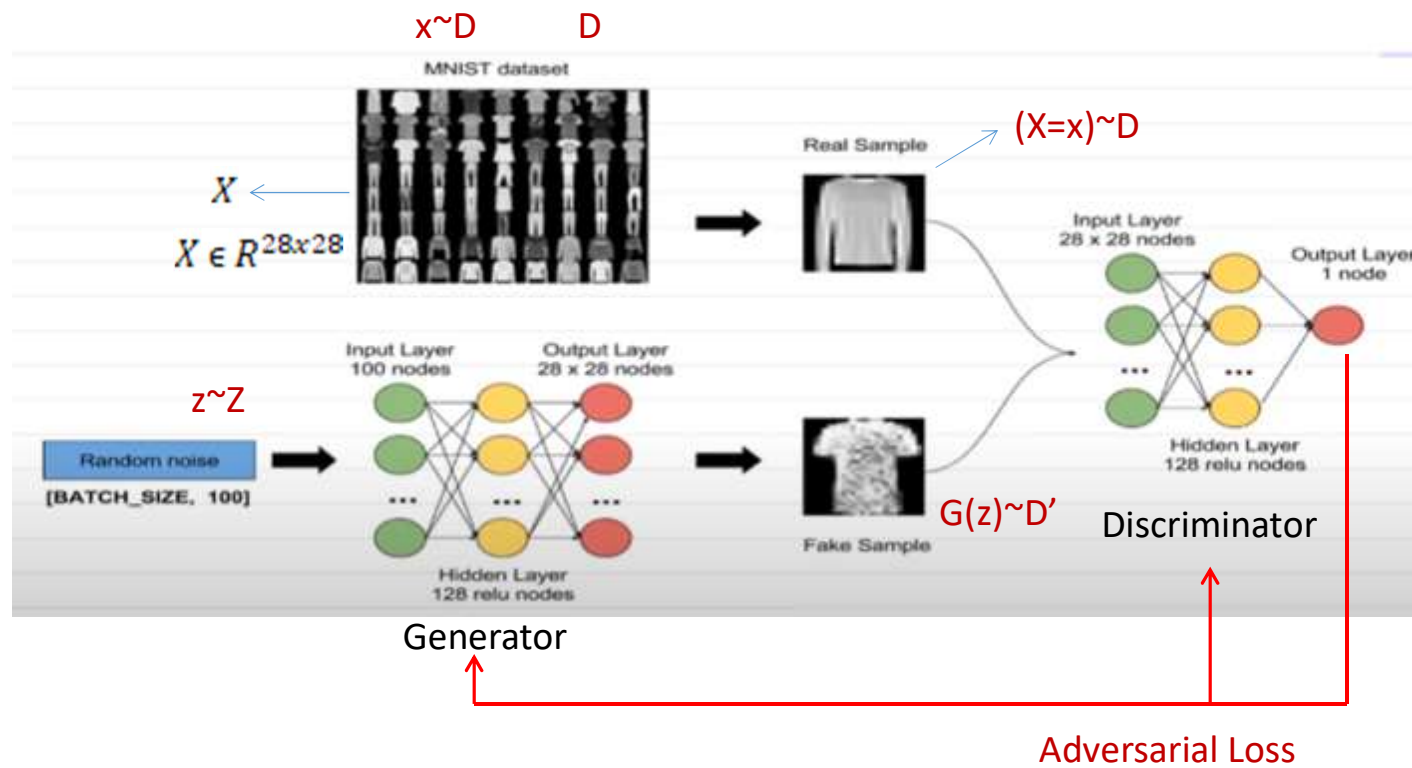 x~D
D
MNIST dataset
(X=x)~D
Real Sample
X
X ∈ R^{28x28}
Input Layer
28 x 28 nodes
Output Layer
1 node
...
...
Hidden Layer
128 relu nodes
Discriminator
z~Z
Random noise
[BATCH_SIZE, 100]
Input Layer
100 nodes
Output Layer
28 x 28 nodes
...
...
...
Hidden Layer
128 relu nodes
Generator
G(z)~D’
Fake Sample
Adversarial Loss